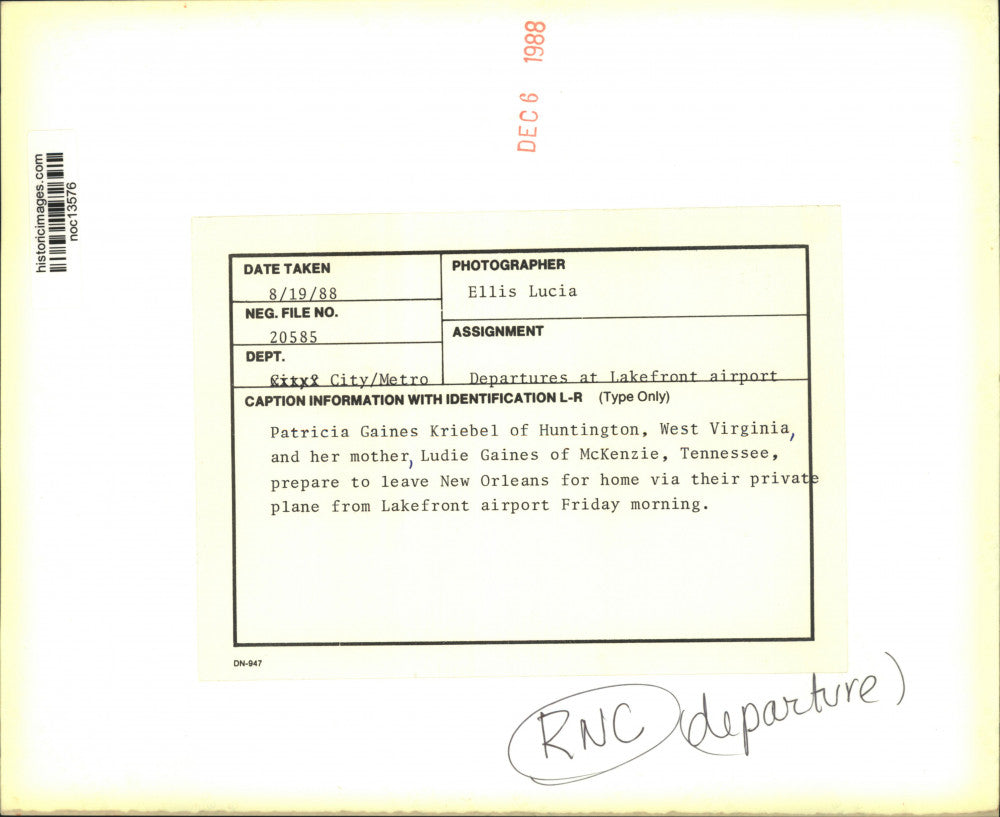 DEC 6 1988
historicimages.com
noc13576
DATE TAKEN
8/19/88
NEG. FILE NO.
20585
DEPT.
City/Metro
PHOTOGRAPHER
Ellis Lucia
ASSIGNMENT
Departures at Lakefront airport
CAPTION INFORMATION WITH IDENTIFICATION L-R (Type Only)
Patricia Gaines Kriebel of Huntington, West Virginia,
and her mother, Ludie Gaines of McKenzie, Tennessee,
prepare to leave New Orleans for home via their private
plane from Lakefront airport Friday morning.
DN-947
RNC (departure)